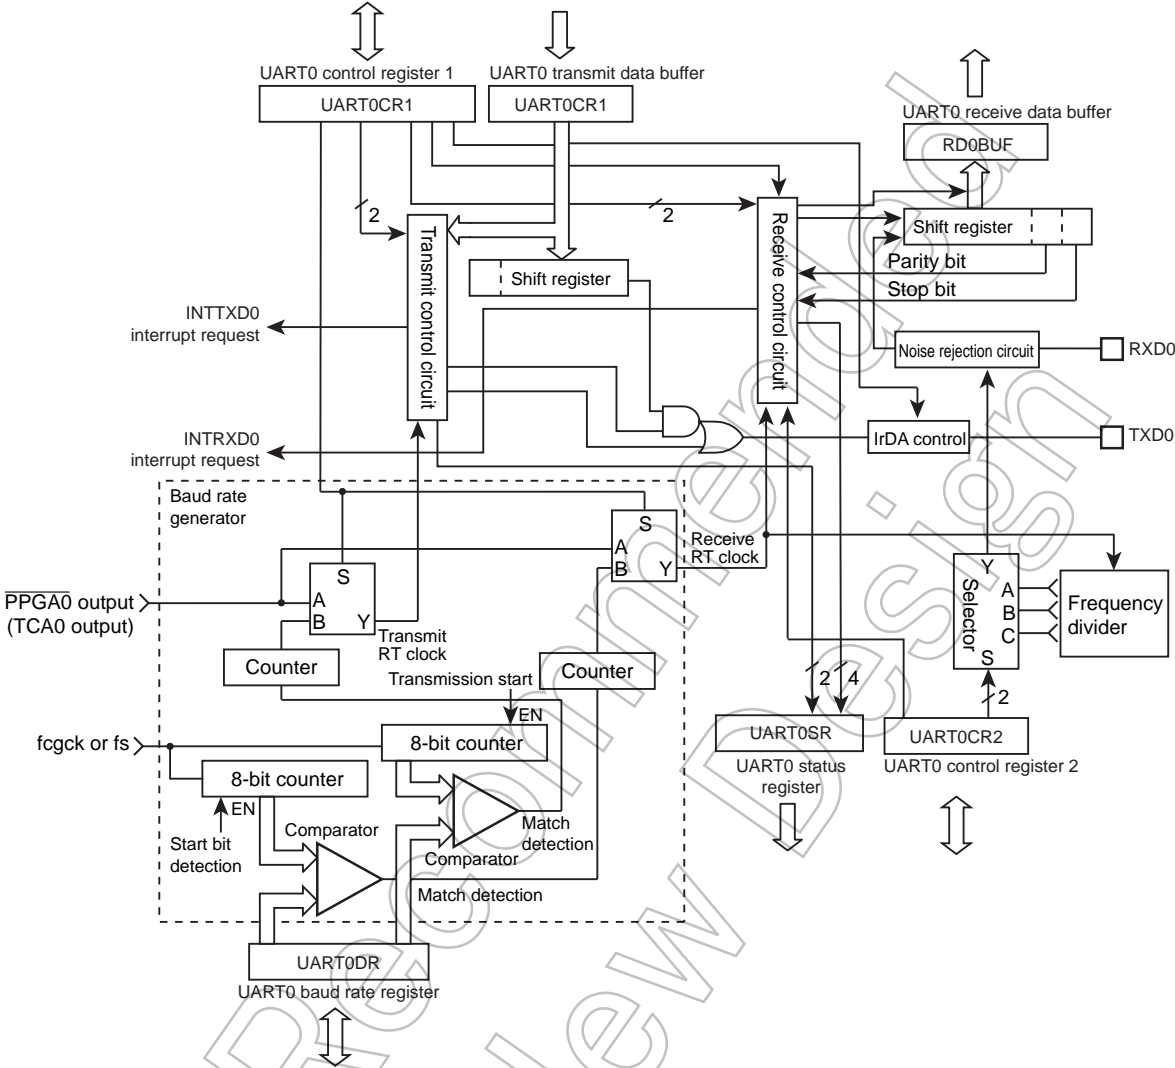 UART0 control register 1
UART0 transmit data buffer
UART0CR1
UART0CR1
UART0 receive data buffer
RD0BUF
2
2
Transmit control circuit
Receive control circuit
Shift register
Shift register
Parity bit
Stop bit
INTTXD0
interrupt request
Noise rejection circuit
RXD0
INTRXD0
interrupt request
IrDA control
TXD0
Baud rate
generator
S
A
B
Y
Receive
RT clock
S
A
B
Y
Transmit
RT clock
PPGA0 output
(TCA0 output)
Y
Selector
A
B
C
S
Frequency
divider
Counter
Counter
Transmission start
EN
2
4
2
fcgck or fs
8-bit counter
8-bit counter
EN
Start bit
detection
Comparator
Comparator
Match
detection
Match detection
UART0SR
UART0 status
register
UART0CR2
UART0 control register 2
UART0DR
UART0 baud rate register
Recommended
New Design